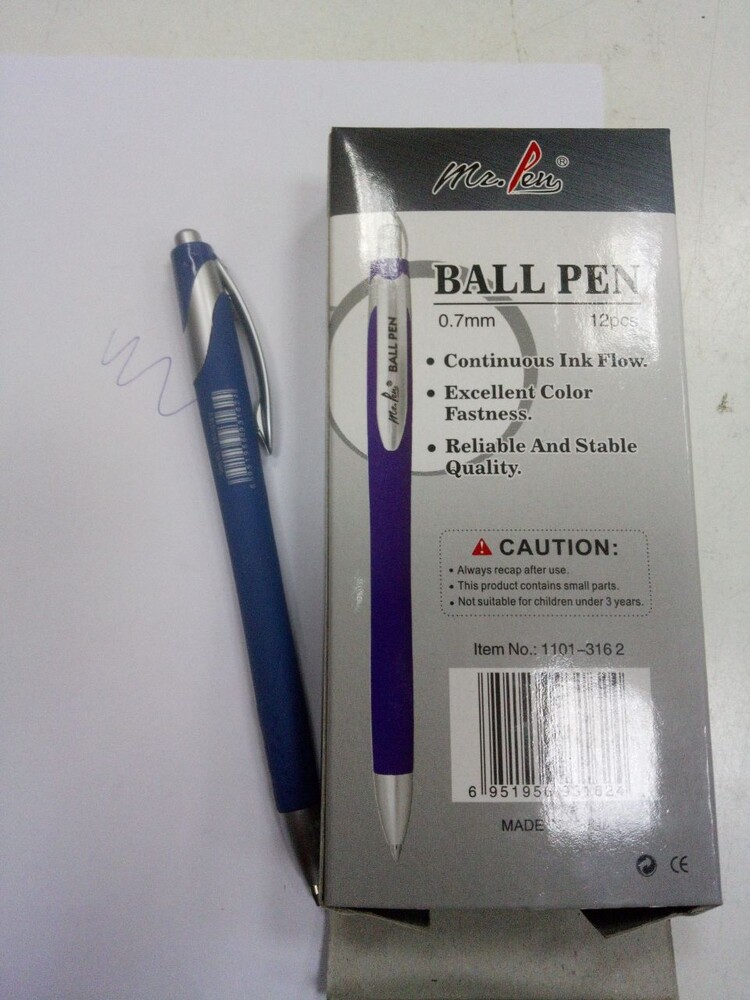 Mr. Pen®
BALL PEN
0.7mm 12pcs
• Continuous Ink Flow.
• Excellent Color
Fastness.
• Reliable And Stable
Quality.
Mr. Pen® BALL PEN
CAUTION:
• Always recap after use.
• This product contains small parts.
• Not suitable for children under 3 years.
Item No.: 1101-316 2
6 951956
MADE
CE